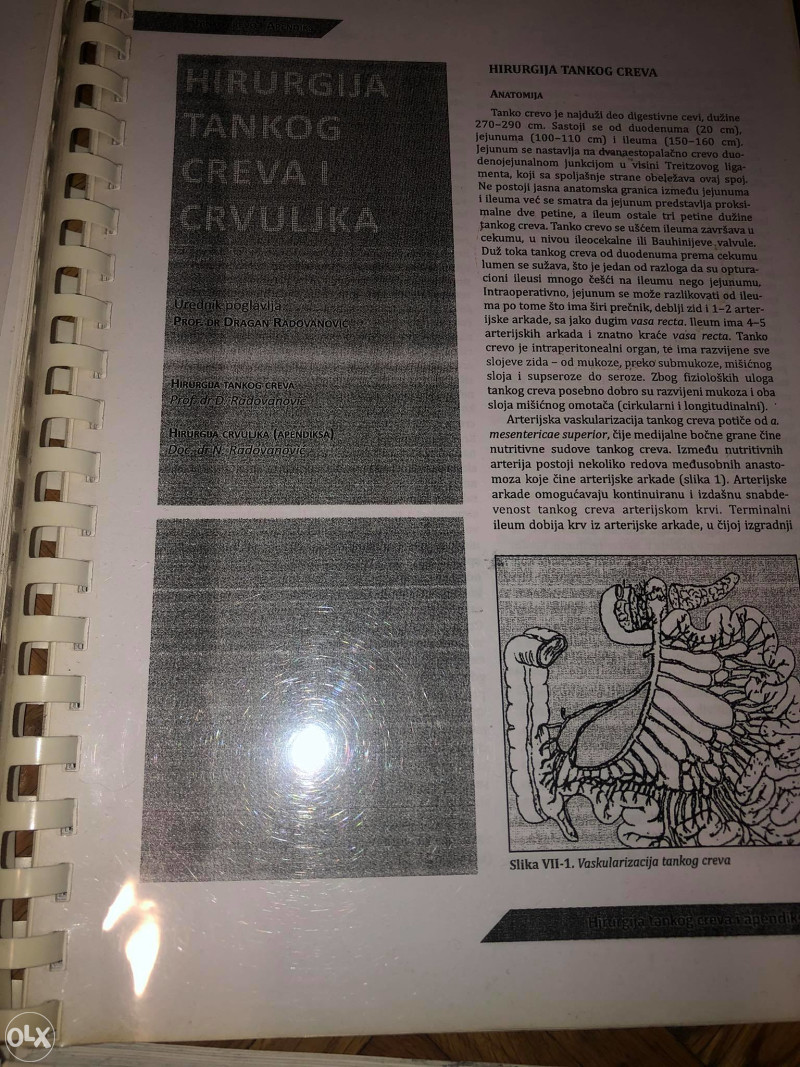 HIRURGIJA
TANKOG
CREVA I
CRVULJKA
Urednik poglavlja
PROF. DR DRAGAN RADOVANOVIĆ
HIRURGIJA TANKOG CREVA
Prof. dr D. Radovanović
HIRURGIJA CRVULJKA (APENDIKSA)
Doc. dr N. Radovanović
HIRURGIJA TANKOG CREVA
ANATOMIJA
Tanko crevo je najduži deo digestivne cevi, dužine
270–290 cm. Sastoji se od duodenuma (20 cm),
jejunuma (100–110 cm) i ileuma (150–160 cm).
Jejunum se nastavlja na dvanaestopalačno crevo duo-
denojejunalnom junkcijom u visini Treitzovog liga-
menta, koji sa spoljašnje strane obeležava ovaj spoj.
Ne postoji jasna anatomska granica između jejunuma
i ileuma već se smatra da jejunum predstavlja proksi-
malne dve petine, a ileum ostale tri petine dužine
tankog creva. Tanko crevo se ušćem ileuma završava u
cekumu, u nivou ileocekalne ili Bauhinijeve valvule.
Duž toka tankog creva od duodenuma prema cekumu
lumen se sužava, što je jedan od razloga da su optura-
cioni ileusi mnogo češći na ileumu nego jejunumu.
Intraoperativno, jejunum se može razlikovati od ileu-
ma po tome što ima širi prečnik, deblji zid i 1–2 arter-
ijske arkade, sa jako dugim vasa recta. Ileum ima 4–5
arterijskih arkada i znatno kraće vasa recta. Tanko
crevo je intraperitonealni organ, te ima razvijene sve
slojeve zida – od mukoze, preko submukoze, mišićnog
sloja i supseroze do seroze. Zbog fizioloških uloga
tankog creva posebno dobro su razvijeni mukoza i oba
sloja mišićnog omotača (cirkularni i longitudinalni).
Arterijska vaskularizacija tankog creva potiče od a.
mesentericae superior, čije medijalne bočne grane čine
nutritivne sudove tankog creva. Između nutritivnih
arterija postoji nekoliko redova međusobnih anasto-
moza koje čine arterijske arkade (slika 1). Arterijske
arkade omogućavaju kontinuiranu i izdašnu snabde-
venost tankog creva arterijskom krvi. Terminalni
ileum dobija krv iz arterijske arkade, u čijoj izgradnji
Slika VII-1. Vaskularizacija tankog creva
Hirurgija tankog creva i apendik
OLX